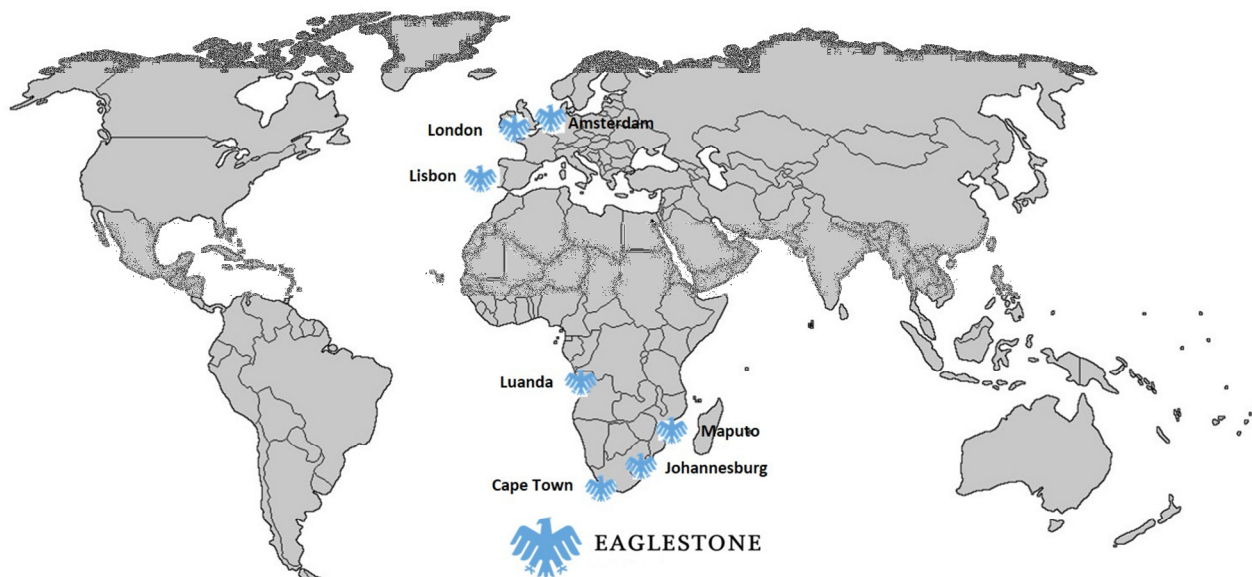 London
Amsterdam
Lisbon
Luanda
Maputo
Johannesburg
Cape Town
EAGLESTONE